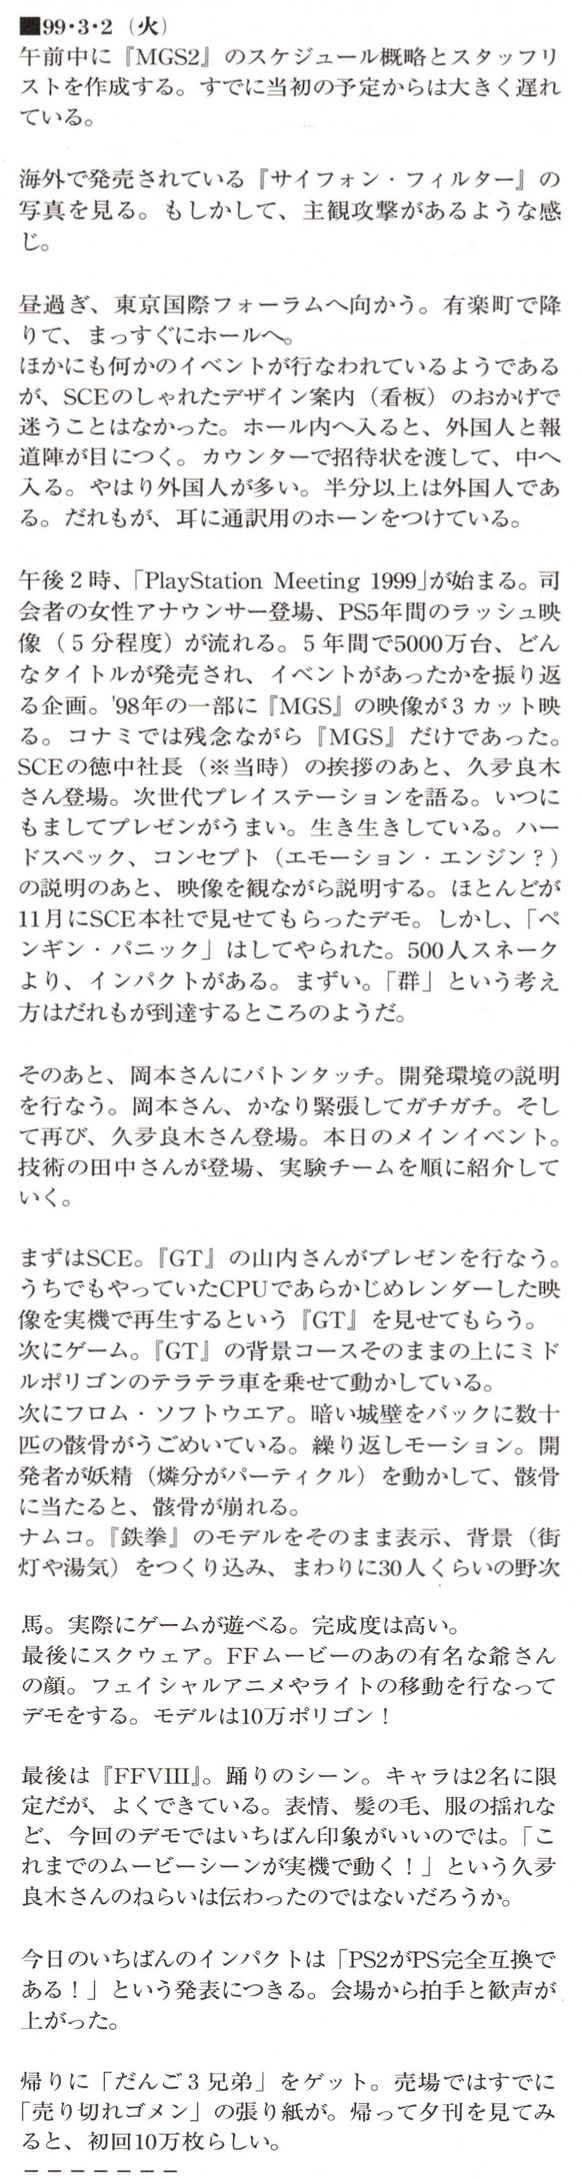 ■99・3・2（火）
午前中に『MGS2』のスケジュール概略とスタッフリ
ストを作成する。すでに当初の予定からは大きく遅れ
ている。
海外で発売されている『サイフォン・フィルター』の
写真を見る。もしかして、主観攻撃があるような感
じ。
昼過ぎ、東京国際フォーラムへ向かう。有楽町で降
りて、まっすぐにホールへ。
ほかにも何かのイベントが行なわれているようである
が、SCEのしゃれたデザイン案内（看板）のおかげで
迷うことはなかった。ホール内へ入ると、外国人と報
道陣が目につく。カウンターで招待状を渡して、中へ
入る。やはり外国人が多い。半分以上は外国人であ
る。だれもが、耳に通訳用のホーンをつけている。
午後２時、「PlayStation Meeting 1999」が始まる。司
会者の女性アナウンサー登場、PS5年間のラッシュ映
像（５分程度）が流れる。５年間で5000万台、どん
なタイトルが発売され、イベントがあったかを振り返
る企画。'98年の一部に『MGS』の映像が３カット映
る。コナミでは残念ながら『MGS』だけであった。
SCEの徳中社長（※当時）の挨拶のあと、久夛良木
さん登場。次世代プレイステーションを語る。いつに
もましてプレゼンがうまい。生き生きしている。ハー
ドスペック、コンセプト（エモーション・エンジン？）
の説明のあと、映像を観ながら説明する。ほとんどが
11月にSCE本社で見せてもらったデモ。しかし、「ペ
ンギン・パニック」はしてやられた。500人スネーク
より、インパクトがある。まずい。「群」という考え
方はだれもが到達するところのようだ。
そのあと、岡本さんにバトンタッチ。開発環境の説明
を行なう。岡本さん、かなり緊張してガチガチ。そし
て再び、久夛良木さん登場。本日のメインイベント。
技術の田中さんが登場、実験チームを順に紹介して
いく。
まずはSCE。『GT』の山内さんがプレゼンを行なう。
うちでもやっていたCPUであらかじめレンダーした映
像を実機で再生するという『GT』を見せてもらう。
次にゲーム。『GT』の背景コースそのままの上にミド
ルポリゴンのテラテラ車を乗せて動かしている。
次にフロム・ソフトウエア。暗い城壁をバックに数十
匹の骸骨がうごめいている。繰り返しモーション。開
発者が妖精（燐分がパーティクル）を動かして、骸骨
に当たると、骸骨が崩れる。
ナムコ。『鉄拳』のモデルをそのまま表示、背景（街
灯や湯気）をつくり込み、まわりに30人くらいの野次
馬。実際にゲームが遊べる。完成度は高い。
最後にスクウェア。FFムービーのあの有名な爺さん
の顔。フェイシャルアニメやライトの移動を行なって
デモをする。モデルは10万ポリゴン！
最後は『FFVIII』。踊りのシーン。キャラは2名に限
定だが、よくできている。表情、髪の毛、服の揺れな
ど、今回のデモではいちばん印象がいいのでは。「こ
れまでのムービーシーンが実機で動く！」という久夛
良木さんのねらいは伝わったのではないだろうか。
今日のいちばんのインパクトは「PS2がPS完全互換で
ある！」という発表につきる。会場から拍手と歓声が
上がった。
帰りに「だんご３兄弟」をゲット。売場ではすでに
「売り切れゴメン」の張り紙が。帰って夕刊を見てみ
ると、初回10万枚らしい。
－－－－－－－